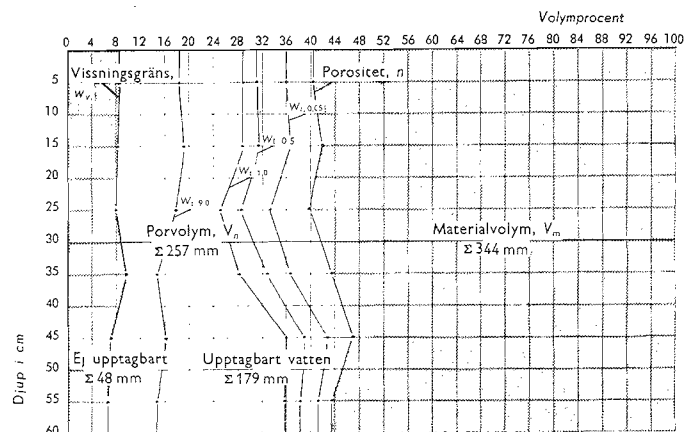 Volymprocent
0 4 8 12 16 20 24 28 32 36 40 44 48 52 56 60 64 68 72 76 80 84 88 92 96 100
5
Vissningsgräns,
Porositet, n
10
15
20
25
Porvolym, Vn
Σ 257 mm
Materialvolym, Vm
Σ 344 mm
30
35
40
45
Ej upptagbart
Σ 48 mm
Upptagbart vatten
Σ 179 mm
50
55
60
Djup i cm